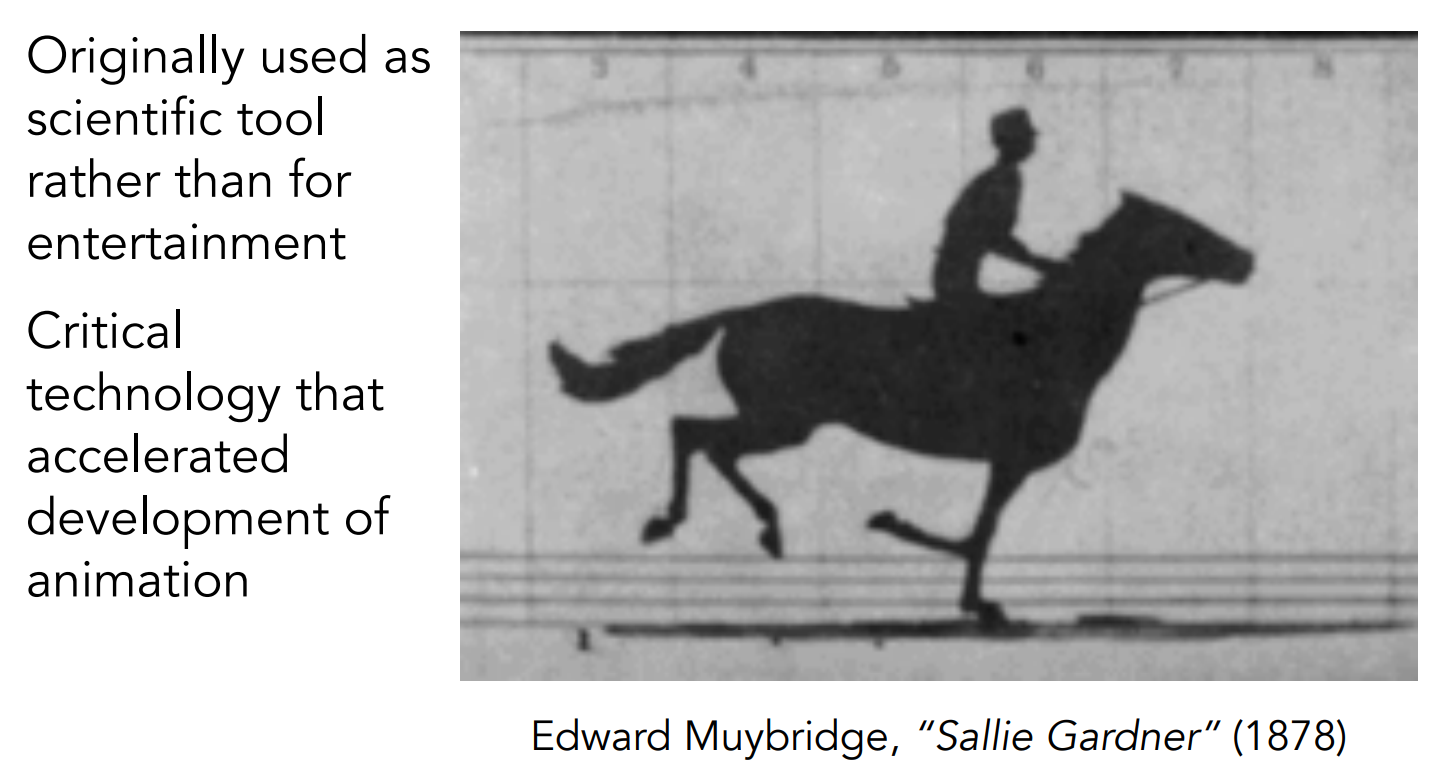 Originally used as
scientific tool
rather than for
entertainment
Critical
technology that
accelerated
development of
animation
3 4 5 6 7 8
1
Edward Muybridge, “Sallie Gardner” (1878)